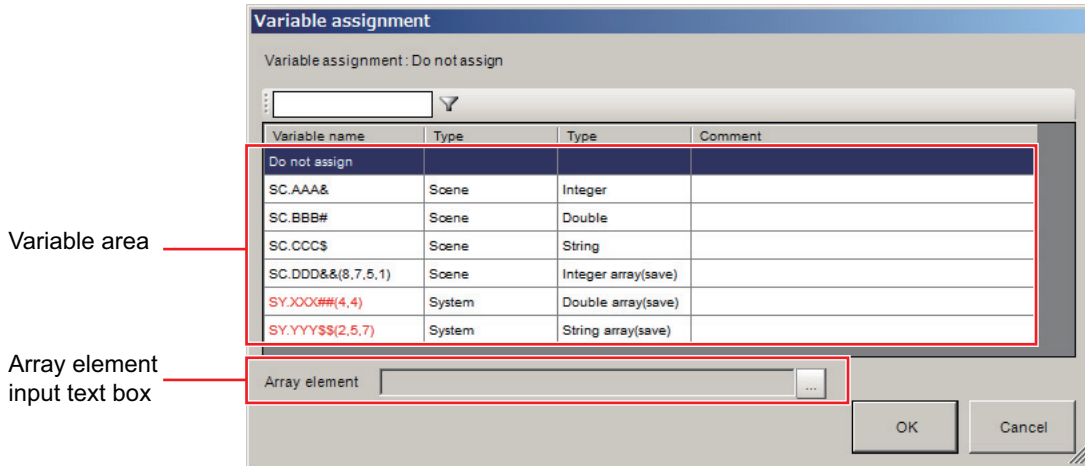 Variable assignment
Variable assignment : Do not assign
Variable name Type Type Comment
Do not assign
SC.AAA& Scene Integer
SC.BBB# Scene Double
SC.CCC$ Scene String
SC.DDD&&(8,7,5,1) Scene Integer array(save)
SY.XXX##(4,4) System Double array(save)
SY.YYY$$(2,5,7) System String array(save)
Variable area
Array element
input text box
Array element ...
OK Cancel